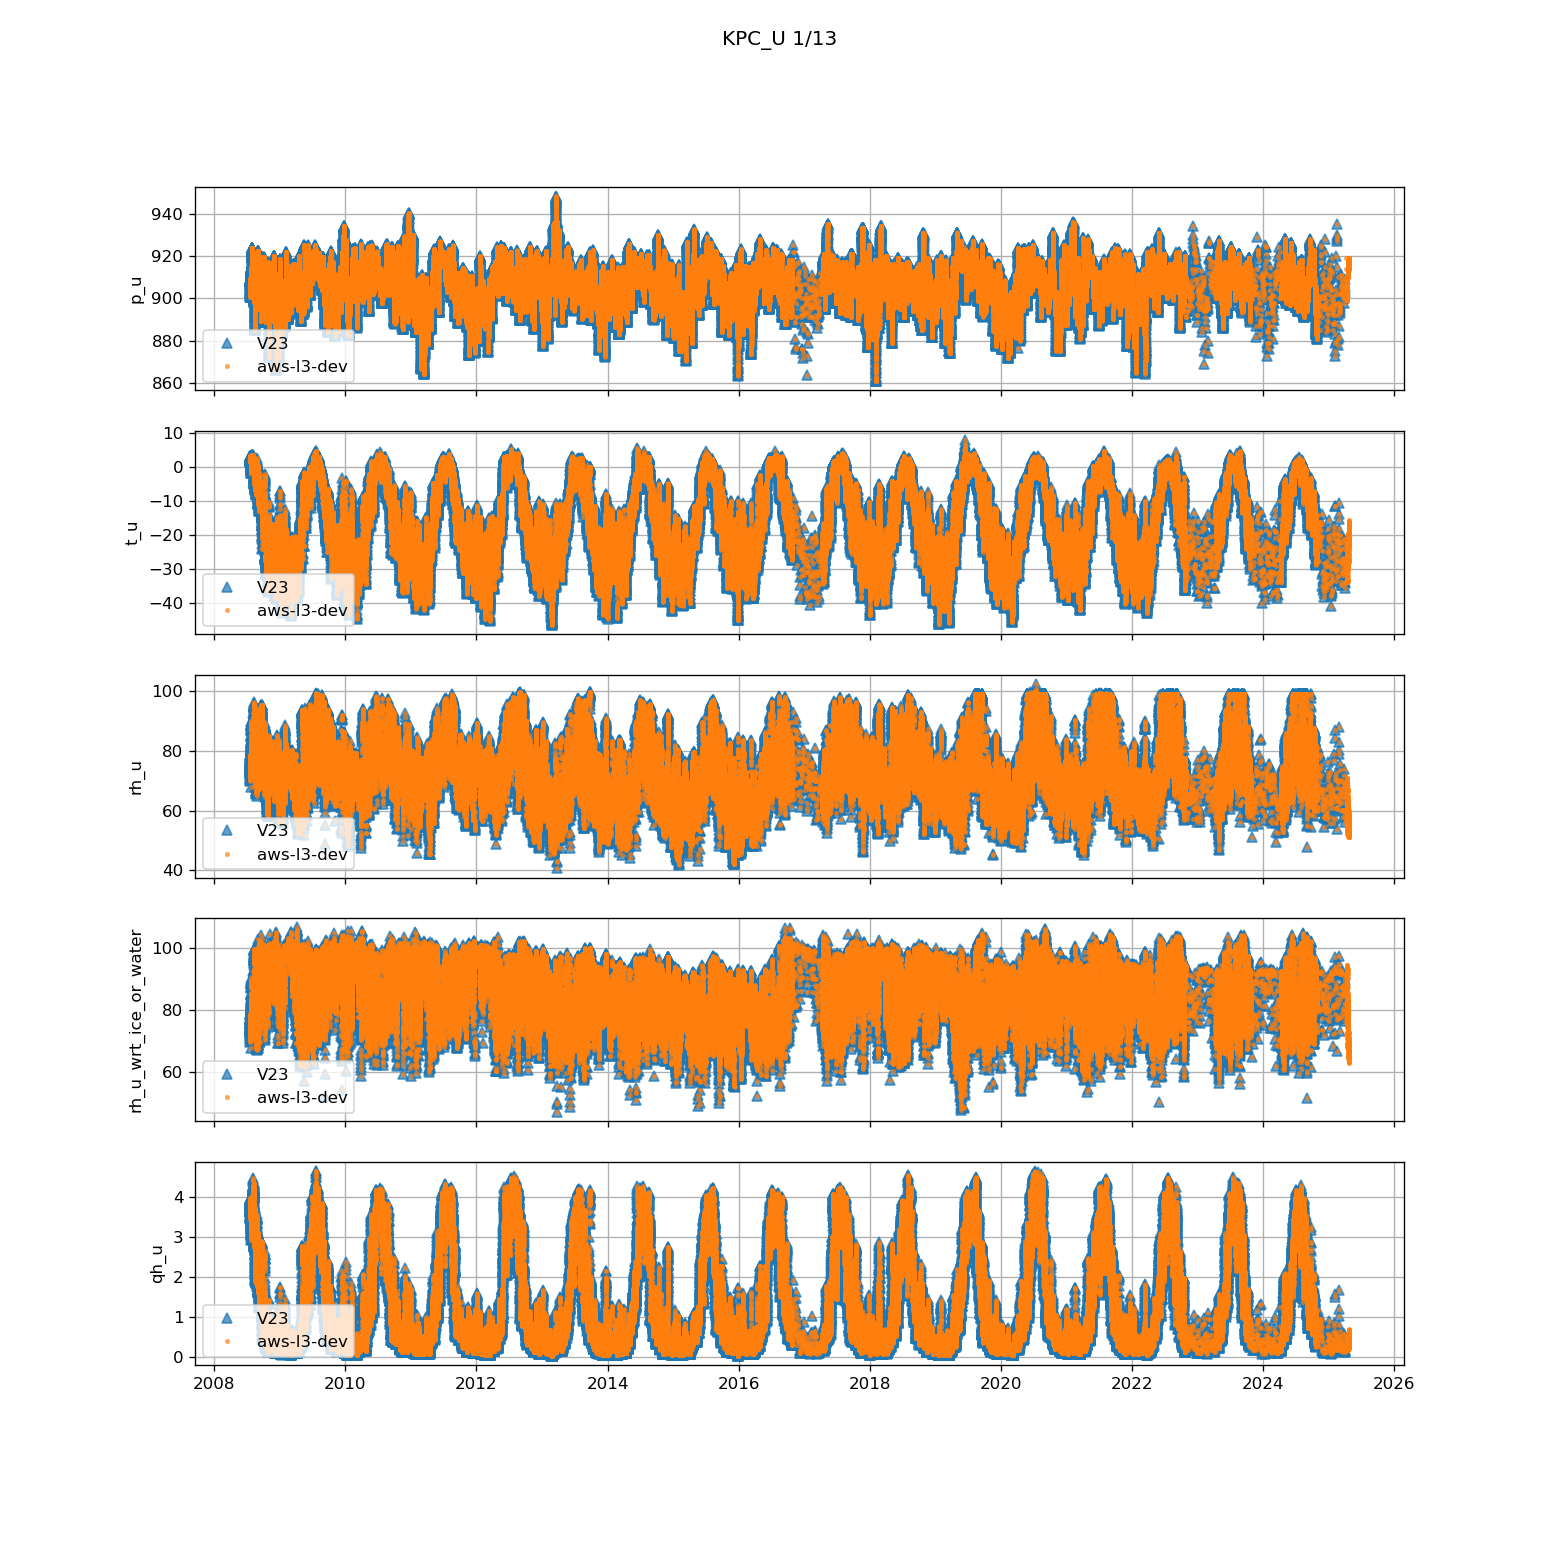 KPC_U 1/13
940
920
900
880
860
p_u
V23
aws-l3-dev
10
0
−10
−20
−30
−40
t_u
V23
aws-l3-dev
100
80
60
40
rh_u
V23
aws-l3-dev
100
80
60
rh_u_wrt_ice_or_water
V23
aws-l3-dev
4
3
2
1
0
qh_u
V23
aws-l3-dev
2008 2010 2012 2014 2016 2018 2020 2022 2024 2026